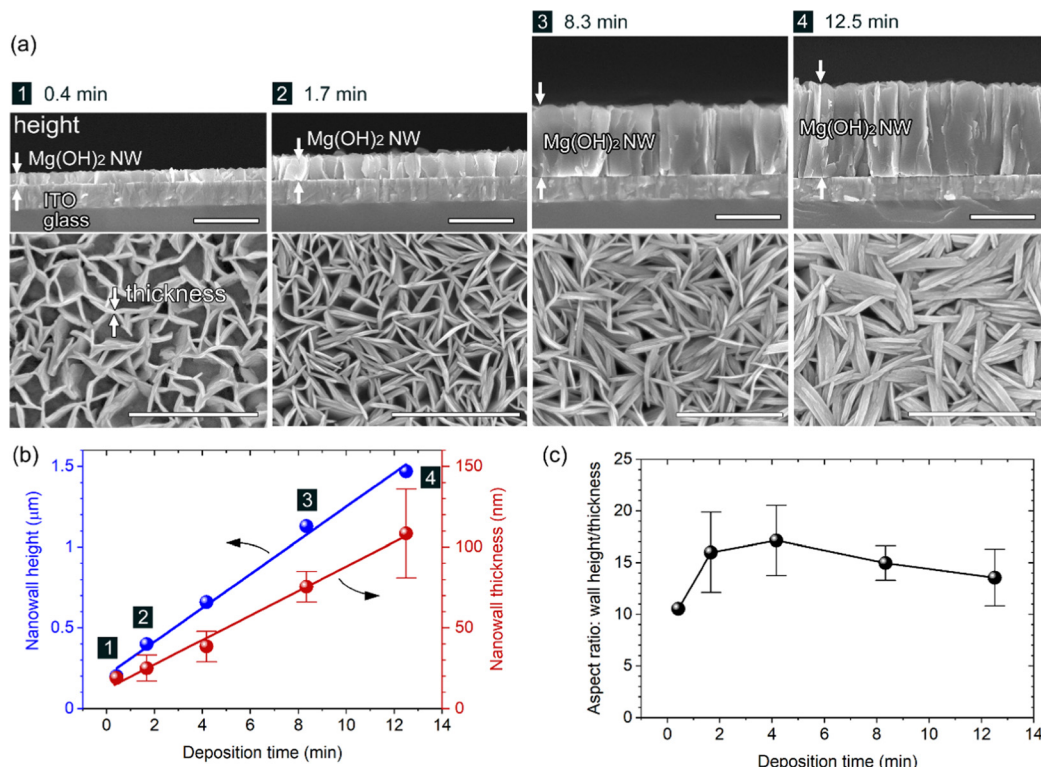 (a)
1 0.4 min
2 1.7 min
3 8.3 min
4 12.5 min
height
Mg(OH)₂ NW
ITO
glass
Mg(OH)₂ NW
Mg(OH)₂ NW
Mg(OH)₂ NW
thickness
(b)
Nanowall height (μm)
1.5
1
0.5
0
150
100
50
0
Nanowall thickness (nm)
1
2
3
4
0 2 4 6 8 10 12 14
Deposition time (min)
(c)
Aspect ratio: wall height/thickness
25
20
15
10
5
0
0 2 4 6 8 10 12 14
Deposition time (min)